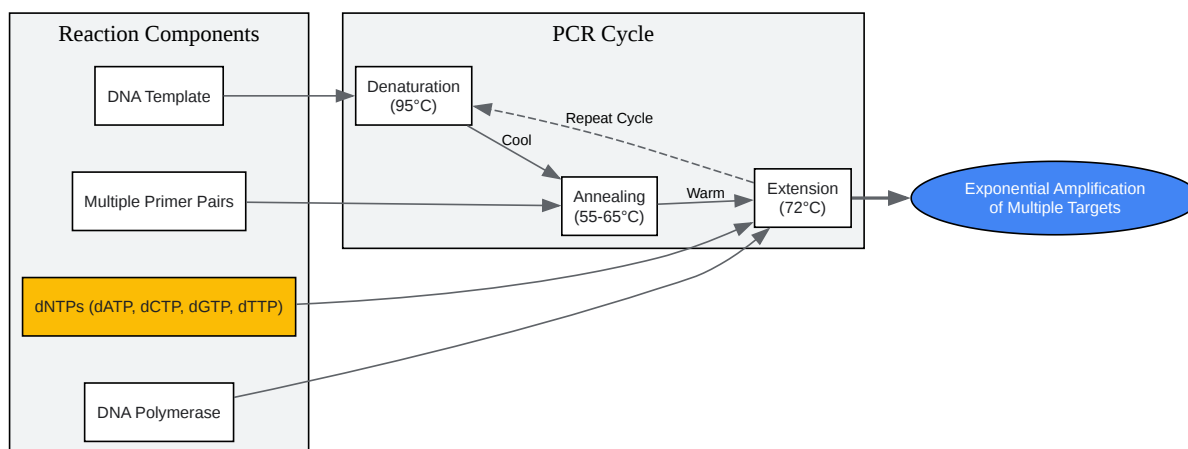 Reaction Components
DNA Template
Multiple Primer Pairs
dNTPs (dATP, dCTP, dGTP, dTTP)
DNA Polymerase
PCR Cycle
Denaturation
(95°C)
Cool
Repeat Cycle
Annealing
(55-65°C)
Warm
Extension
(72°C)
Exponential Amplification
of Multiple Targets